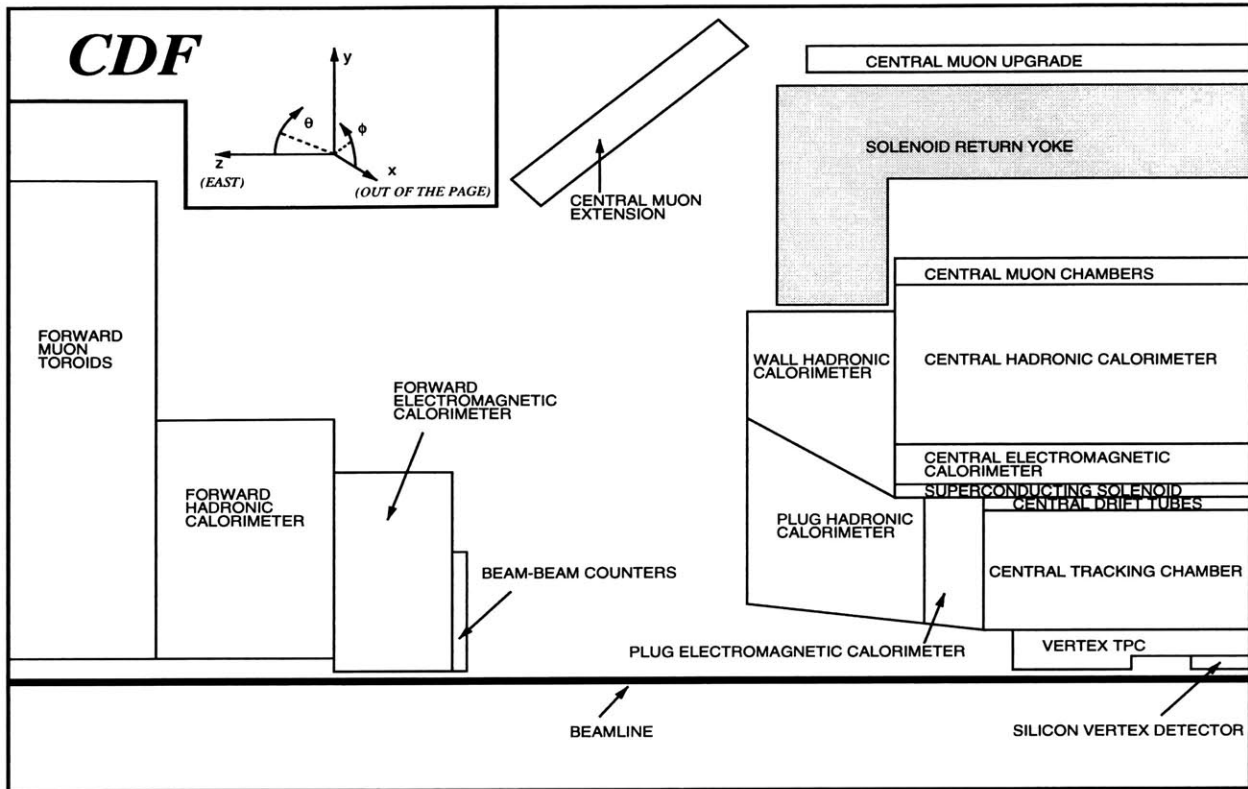 CDF
y
θ
ϕ
z
x
(EAST)
(OUT OF THE PAGE)
CENTRAL MUON
EXTENSION
CENTRAL MUON UPGRADE
SOLENOID RETURN YOKE
CENTRAL MUON CHAMBERS
FORWARD
MUON
TOROIDS
WALL HADRONIC
CALORIMETER
CENTRAL HADRONIC CALORIMETER
FORWARD
ELECTROMAGNETIC
CALORIMETER
CENTRAL ELECTROMAGNETIC
CALORIMETER
SUPERCONDUCTING SOLENOID
CENTRAL DRIFT TUBES
FORWARD
HADRONIC
CALORIMETER
PLUG HADRONIC
CALORIMETER
BEAM-BEAM COUNTERS
CENTRAL TRACKING CHAMBER
PLUG ELECTROMAGNETIC CALORIMETER
VERTEX TPC
BEAMLINE
SILICON VERTEX DETECTOR